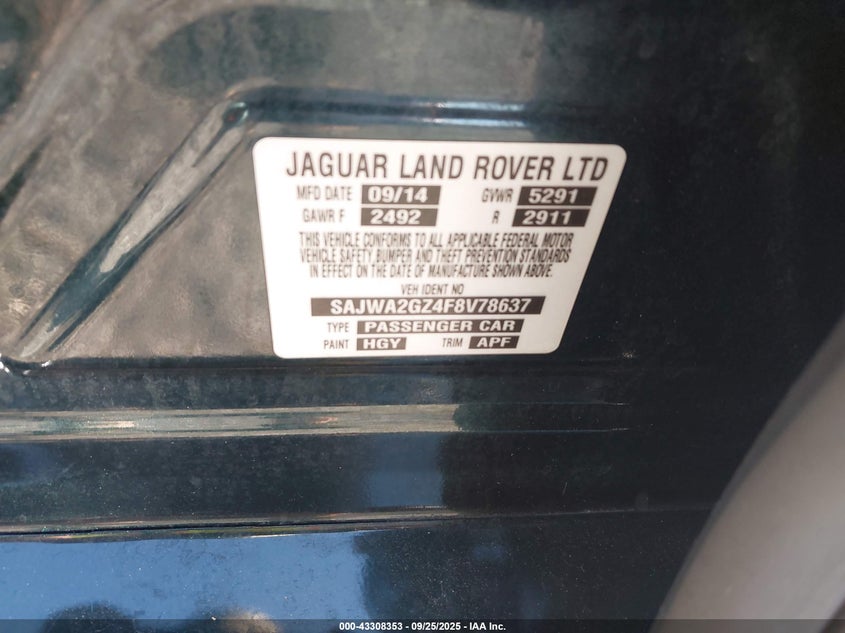 JAGUAR LAND ROVER LTD
MFD DATE 09/14 GVWR 5291
GAWR F 2492 R 2911
THIS VEHICLE CONFORMS TO ALL APPLICABLE FEDERAL MOTOR
VEHICLE SAFETY BUMPER AND THEFT PREVENTION STANDARDS
IN EFFECT ON THE DATE OF MANUFACTURE SHOWN ABOVE.
VEH IDENT NO
SAJWA2GZ4F8V78637
TYPE PASSENGER CAR
PAINT HGY TRIM APF
000-43308353 - 09/25/2025 - IAA Inc.